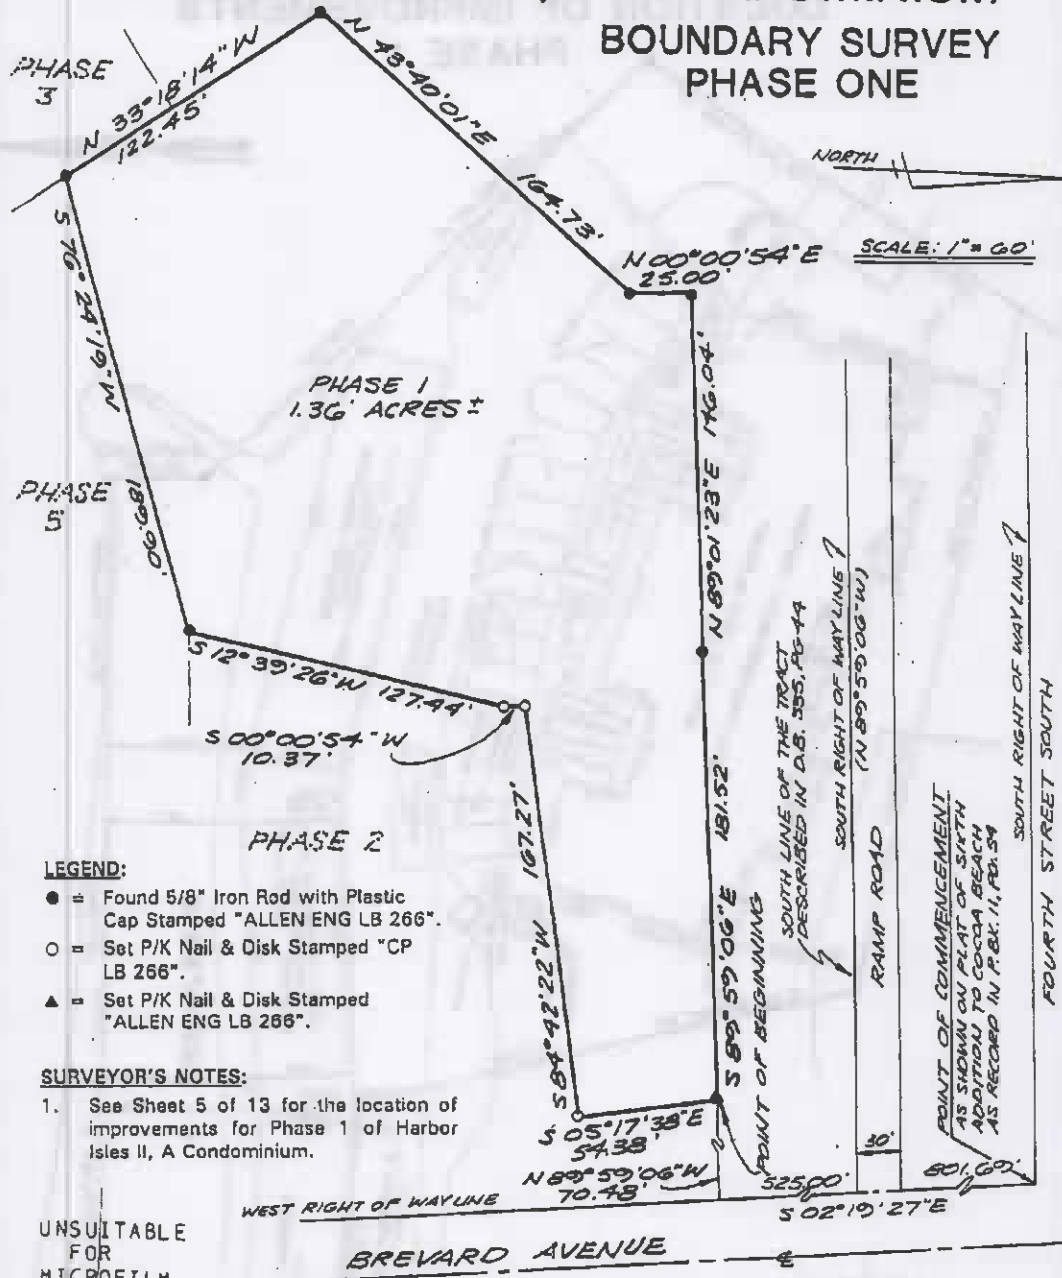 BOUNDARY SURVEY
PHASE ONE
PHASE
3
N 33°18'14"W
122.45'
N 43°40'01"E
164.73'
NORTH
SCALE: 1"= 60'
N 00°00'54"E
25.00'
S 76°24'19"W
189.90'
PHASE 1
1.36' ACRES ±
N 89°01'23"E 146.04'
PHASE
5
S 12°39'26"W 127.44'
S 00°00'54"W
10.37'
PHASE 2
S 84°42'22"W 167.27'
S 89°59'06"E 181.52'
SOUTH LINE OF THE TRACT
DESCRIBED IN D.B. 355, PG 44
SOUTH RIGHT OF WAY LINE
(N 89°59'06"W)
RAMP ROAD
POINT OF COMMENCEMENT
AS SHOWN ON PLAT OF SIXTH
ADDITION TO COCOA BEACH
AS RECORD IN P.BK. 11, PG. 54
SOUTH RIGHT OF WAY LINE
FOURTH STREET SOUTH
LEGEND:
● = Found 5/8" Iron Rod with Plastic
Cap Stamped "ALLEN ENG LB 266".
○ = Set P/K Nail & Disk Stamped "CP
LB 266".
▲ = Set P/K Nail & Disk Stamped
"ALLEN ENG LB 266".
SURVEYOR'S NOTES:
1. See Sheet 5 of 13 for the location of
improvements for Phase 1 of Harbor
Isles II, A Condominium.
S 05°17'38"E
54.38'
POINT OF BEGINNING
N 89°59'06"W
70.48'
525.00'
30'
801.69'
S 02°19'27"E
WEST RIGHT OF WAY LINE
BREVARD AVENUE
UNSUITABLE
FOR
MICROFILM